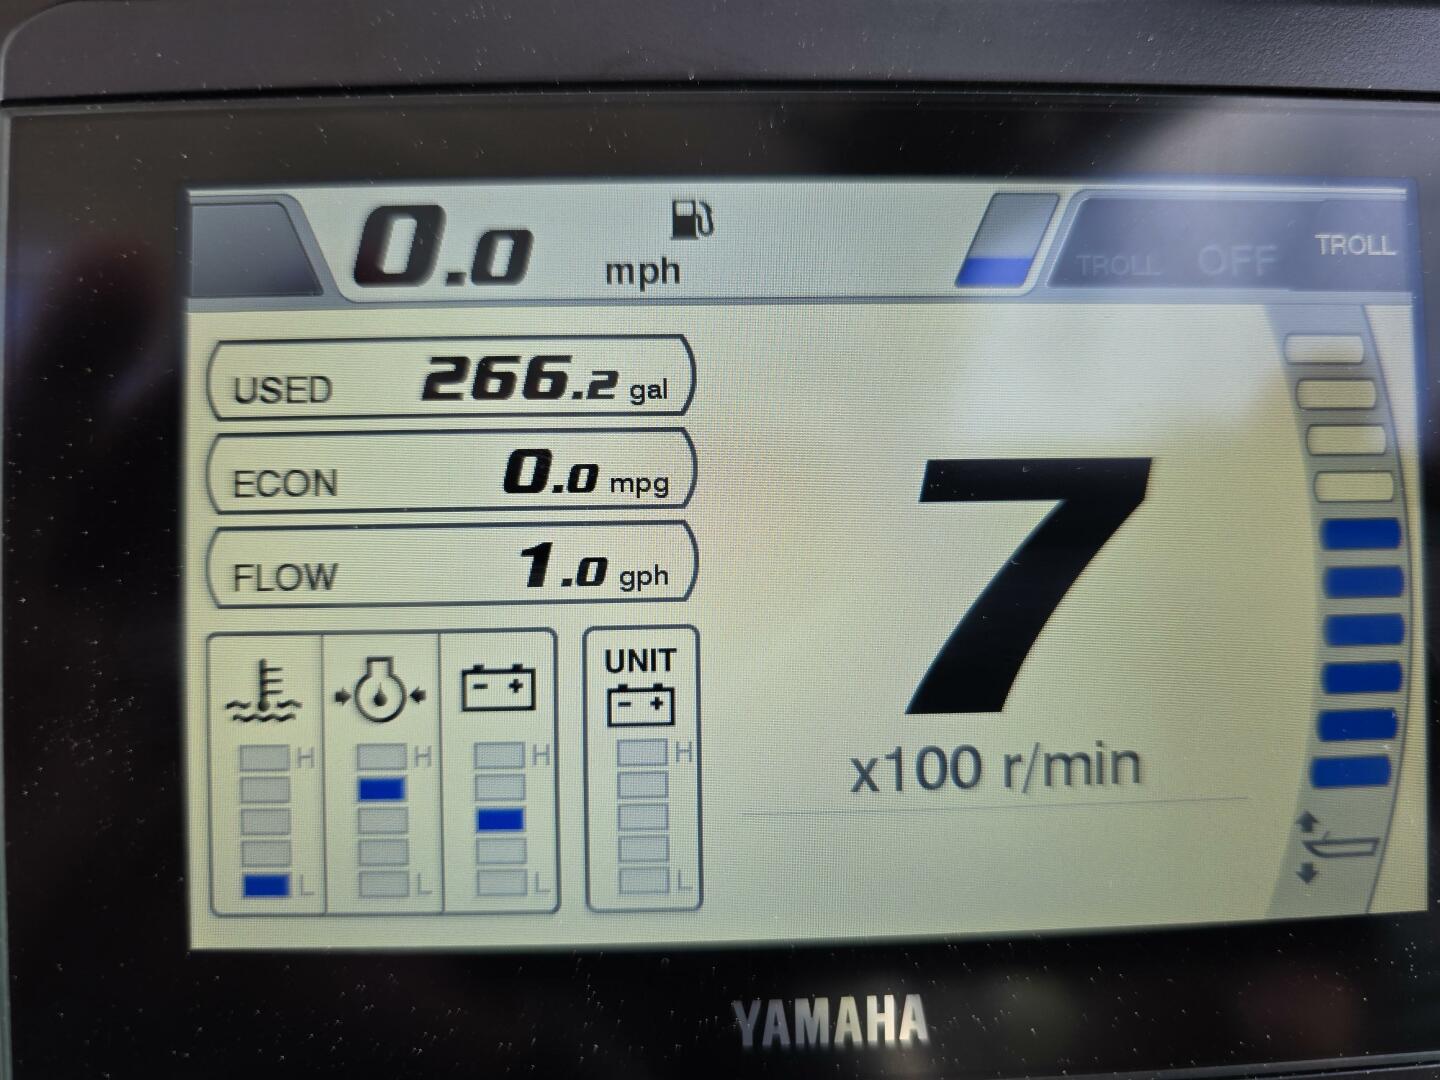 0.0 mph
TROLL OFF TROLL
USED 266.2 gal
ECON 0.0 mpg
FLOW 1.0 gph
UNIT
H H H H
L L L L
7
x100 r/min
YAMAHA